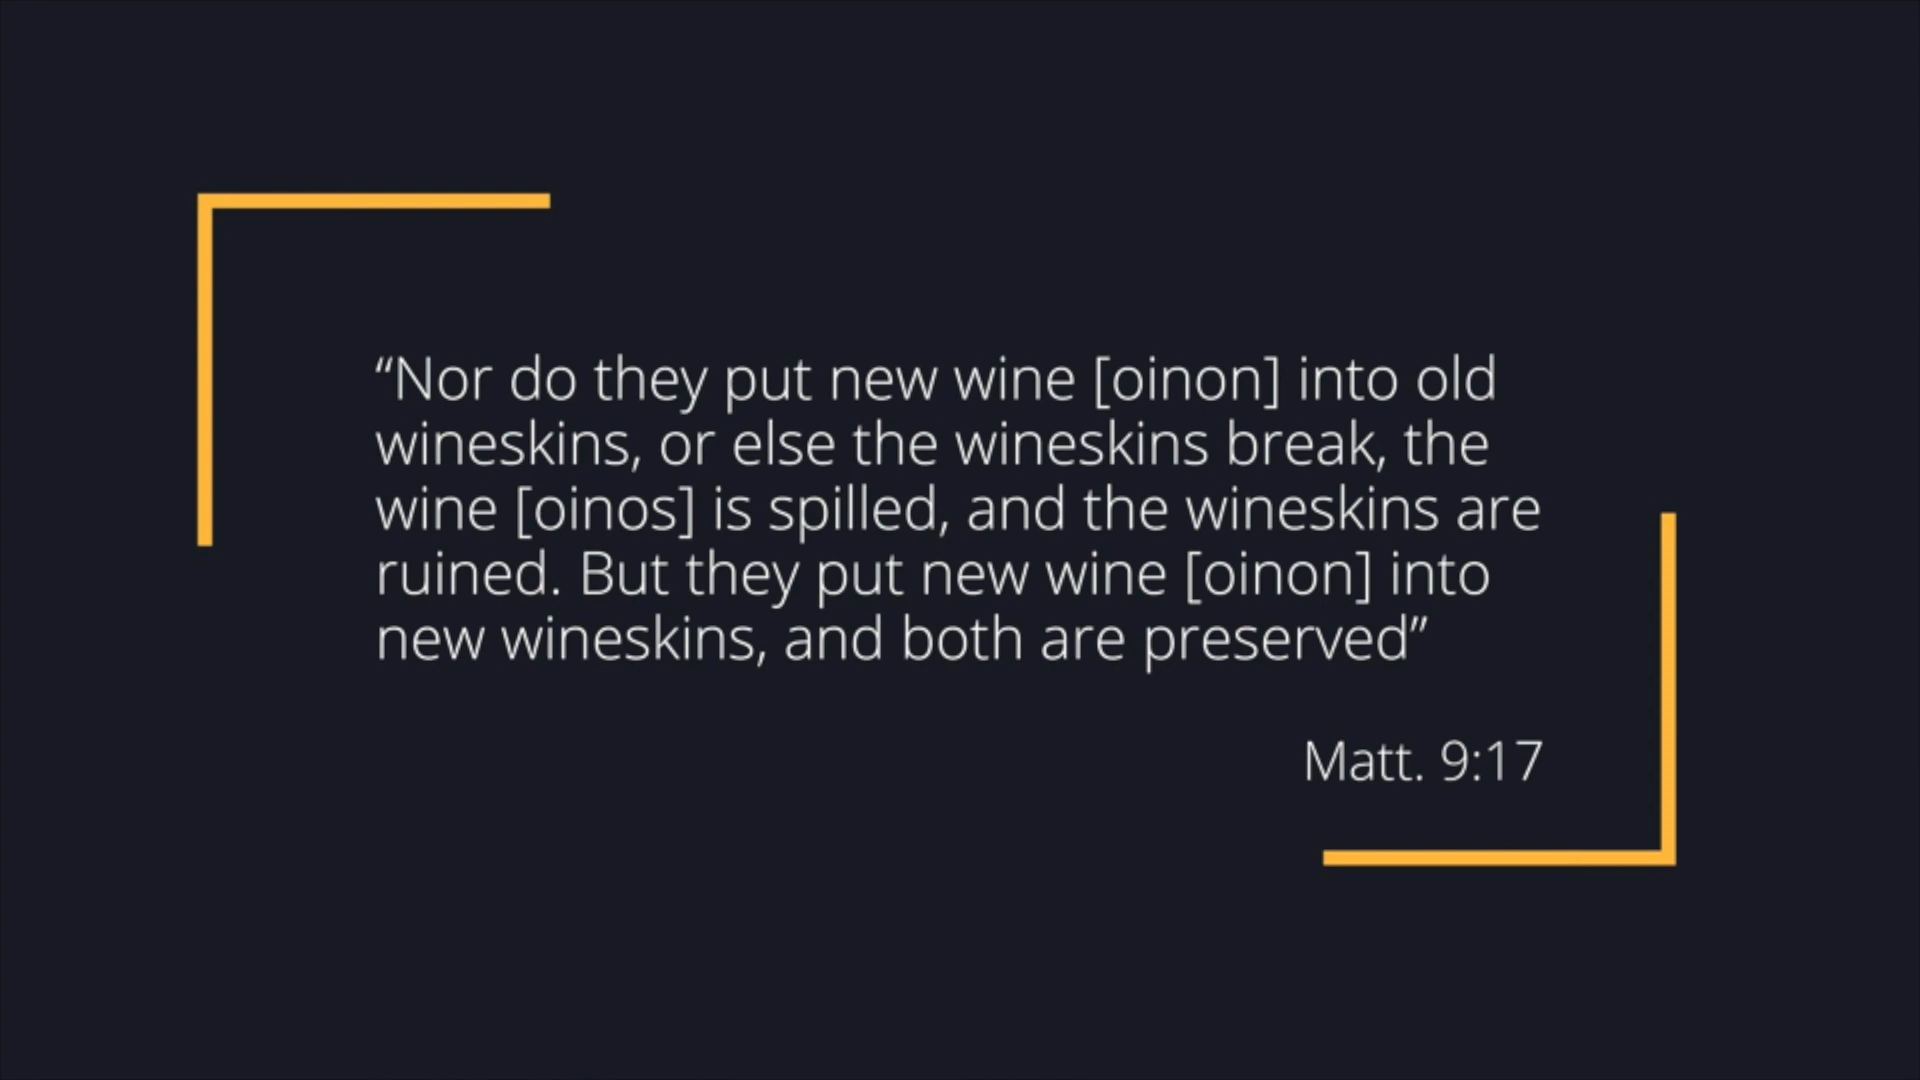 “Nor do they put new wine [oinon] into old
wineskins, or else the wineskins break, the
wine [oinos] is spilled, and the wineskins are
ruined. But they put new wine [oinon] into
new wineskins, and both are preserved”
Matt. 9:17